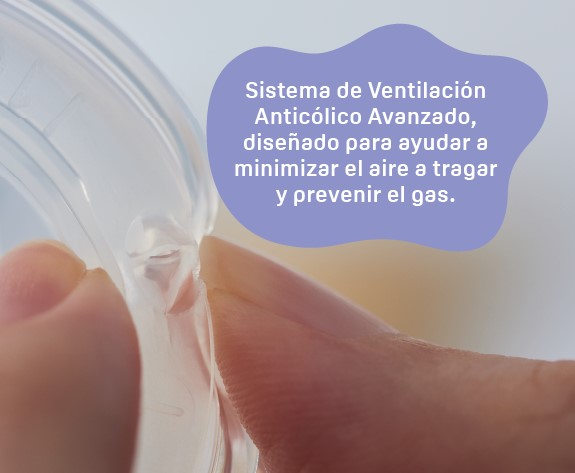 Sistema de Ventilación
Anticólico Avanzado,
diseñado para ayudar a
minimizar el aire a tragar
y prevenir el gas.